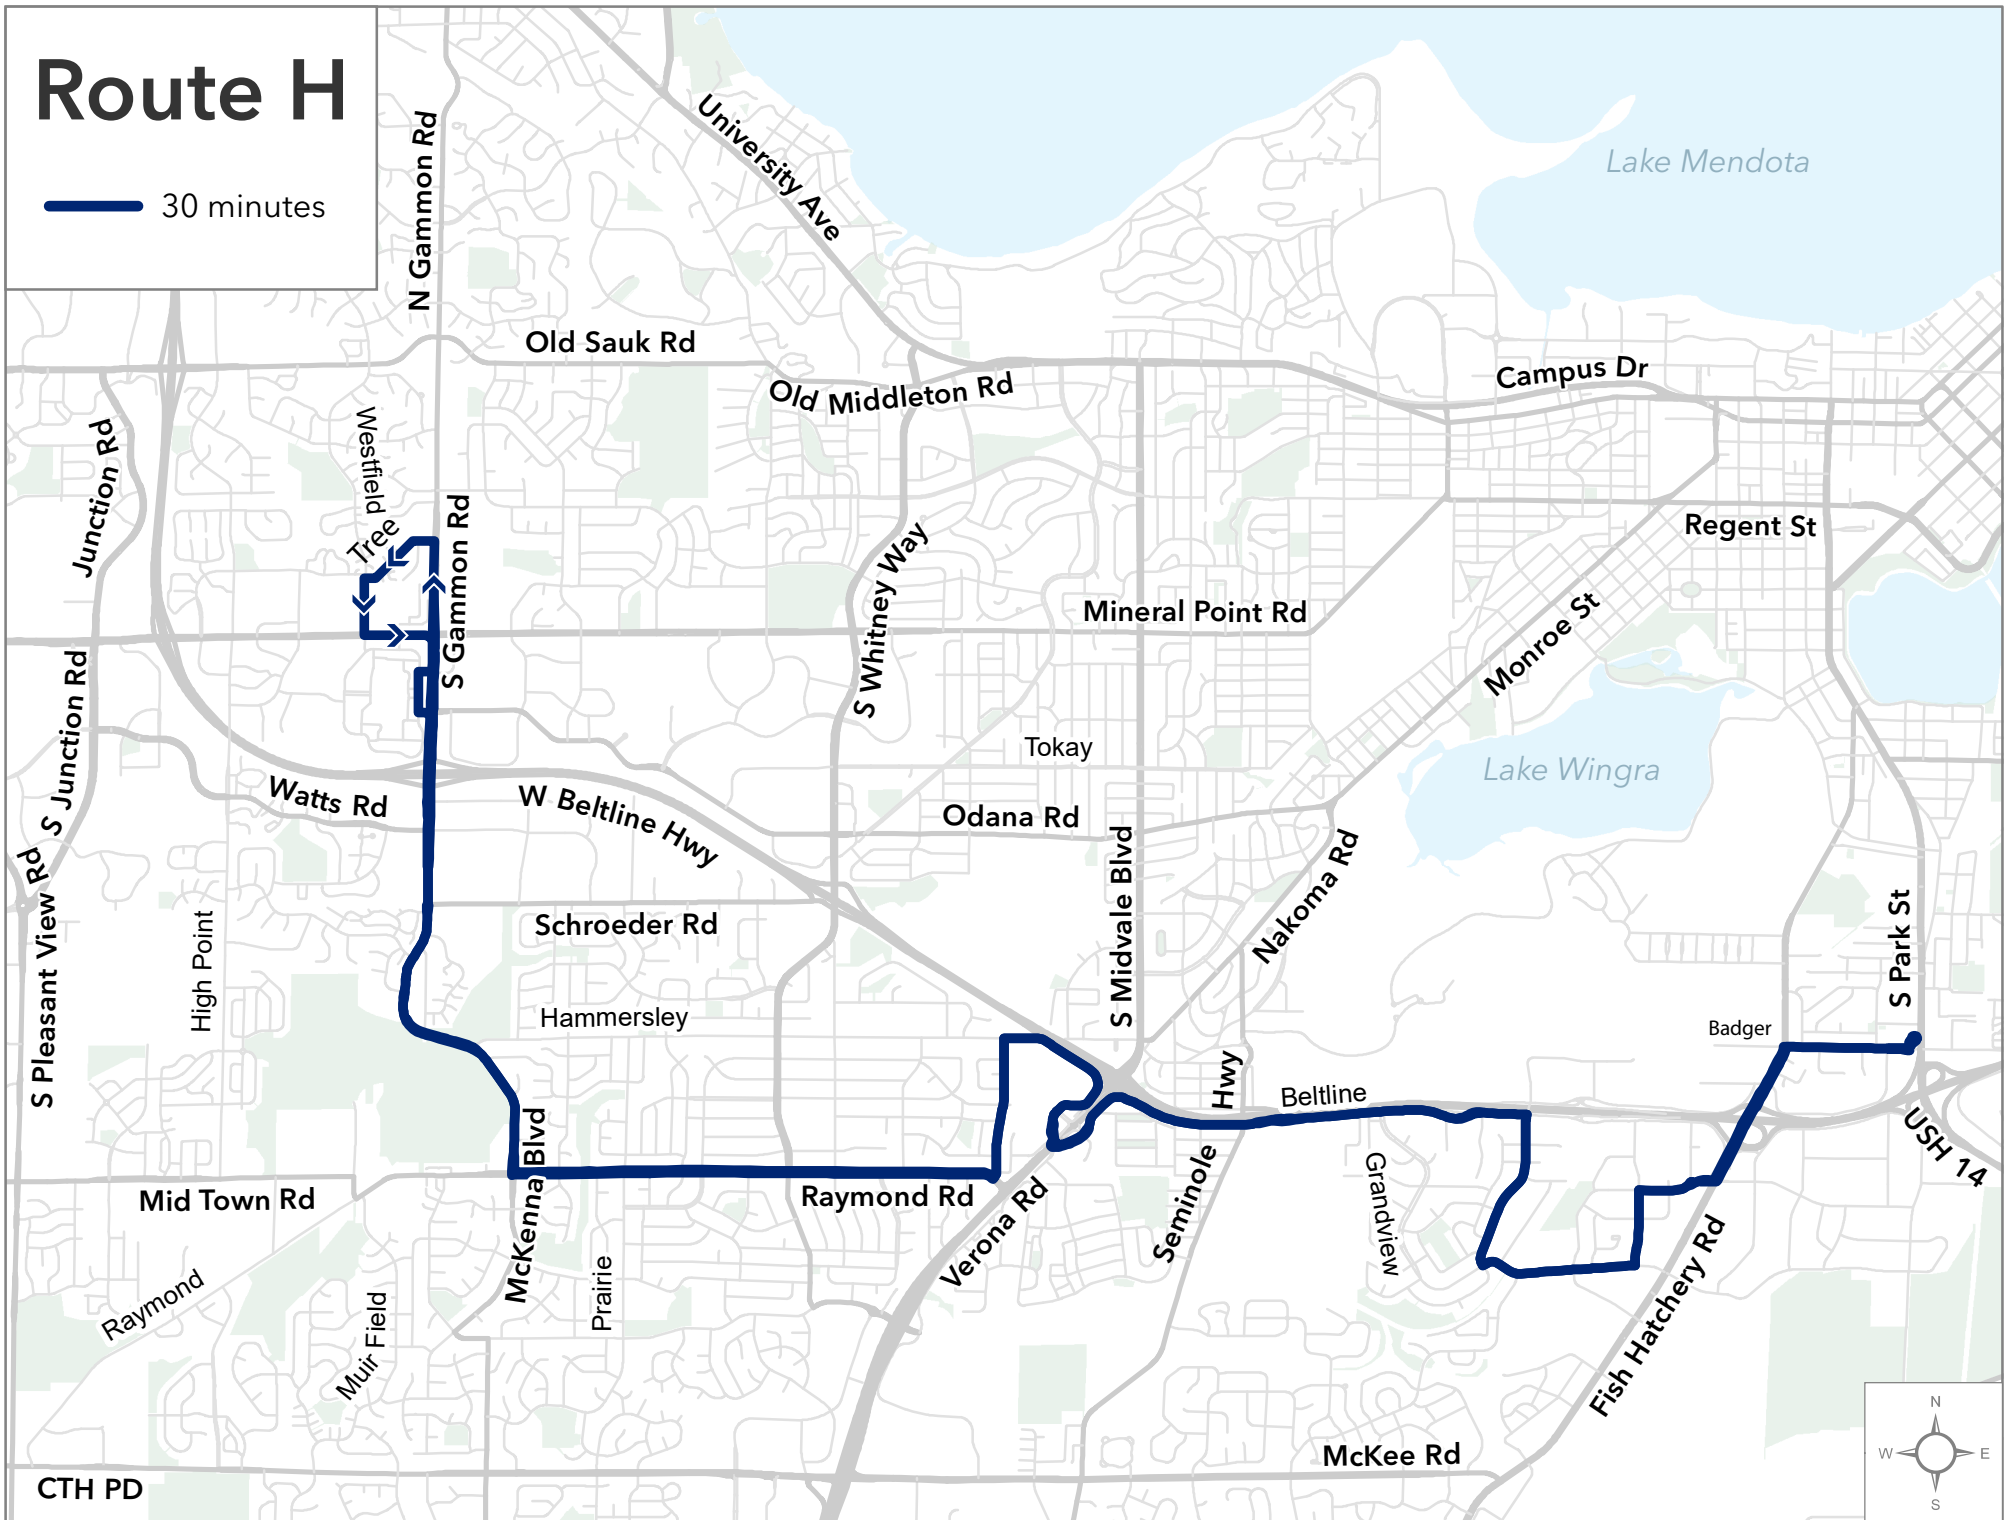 Route H
30 minutes
N Gammon Rd
University Ave
Lake Mendota
Old Sauk Rd
Old Middleton Rd
Campus Dr
Junction Rd
Westfield
Tree
S Gammon Rd
S Whitney Way
Mineral Point Rd
Regent St
Monroe St
S Junction Rd
Tokay
Lake Wingra
Watts Rd
W Beltline Hwy
Odana Rd
S Midvale Blvd
Nakoma Rd
S Pleasant View Rd
High Point
Schroeder Rd
S Park St
Hammersley
Badger
Hwy
Beltline
McKenna Blvd
Mid Town Rd
Raymond Rd
Verona Rd
Seminole
Grandview
USH 14
Raymond
Muir Field
Prairie
Fish Hatchery Rd
McKee Rd
CTH PD
N
W
E
S